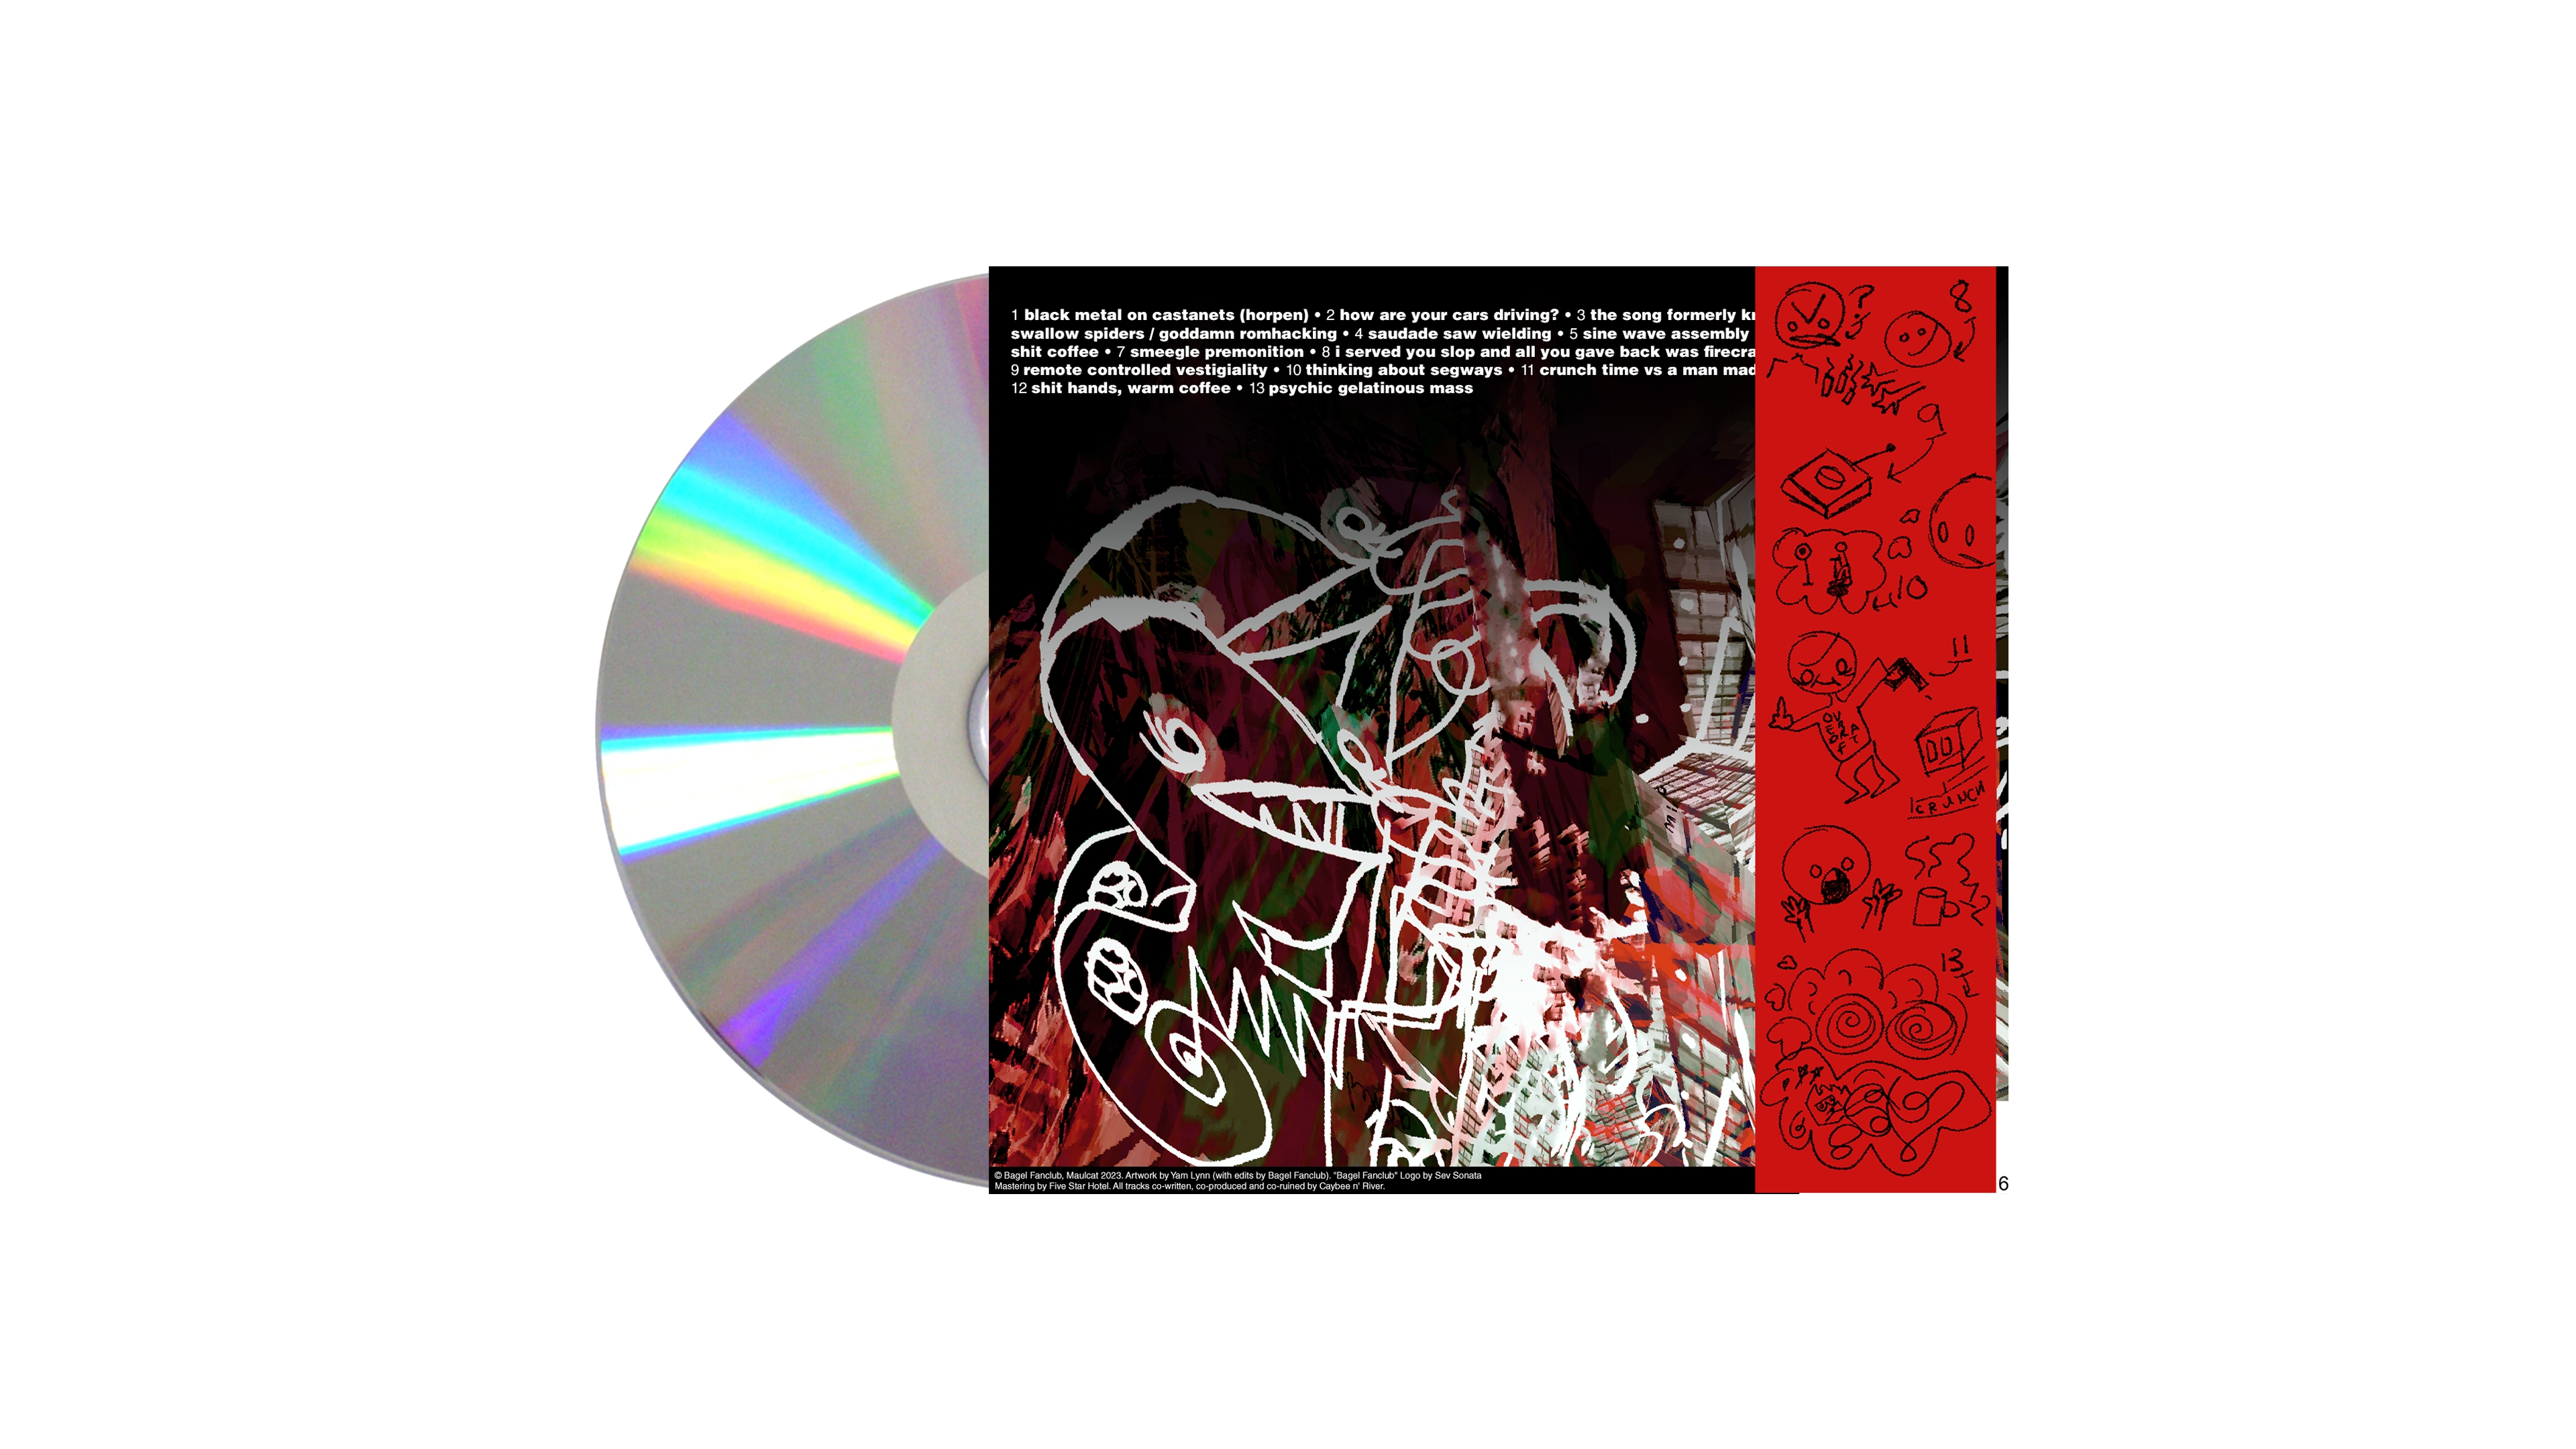 1 black metal on castanets (horpen) • 2 how are your cars driving? • 3 the song formerly
swallow spiders / goddamn romhacking • 4 saudade saw wielding • 5 sine wave assembly
shit coffee • 7 smeegle premonition • 8 i served you slop and all you gave back was
9 remote controlled vestigiality • 10 thinking about segways • 11 crunch time vs a man
12 shit hands, warm coffee • 13 psychic gelatinous mass
?
8
9
10
11
CRUNCH
12
13
© Bagel Fanclub, Maulcat 2023. Artwork by Yam Lynn (with edits by Bagel Fanclub). "Bagel Fanclub" Logo by Sev Sonata
Mastering by Five Star Hotel. All tracks co-written, co-produced and co-ruined by Caybee n' River.
6